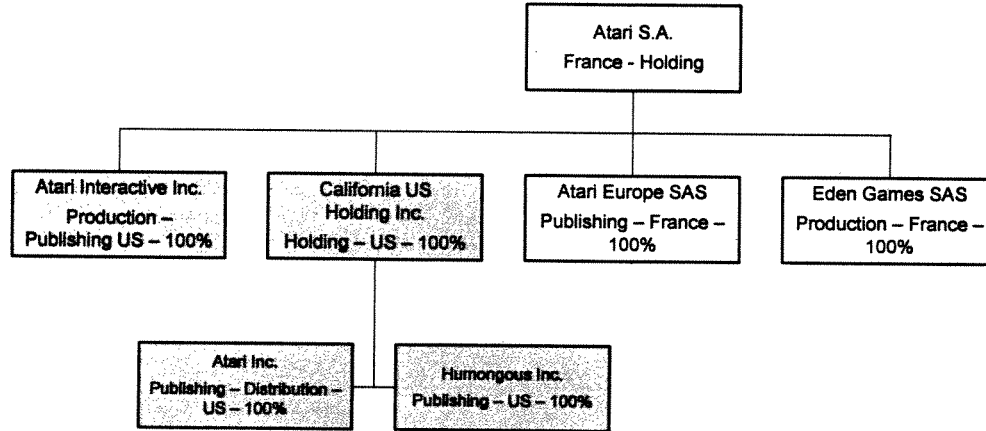 Atari S.A.
France - Holding
Atari Interactive Inc.
Production –
Publishing US – 100%
California US
Holding Inc.
Holding – US – 100%
Atari Europe SAS
Publishing – France –
100%
Eden Games SAS
Production – France –
100%
Atari Inc.
Publishing – Distribution –
US – 100%
Humongous Inc.
Publishing – US – 100%